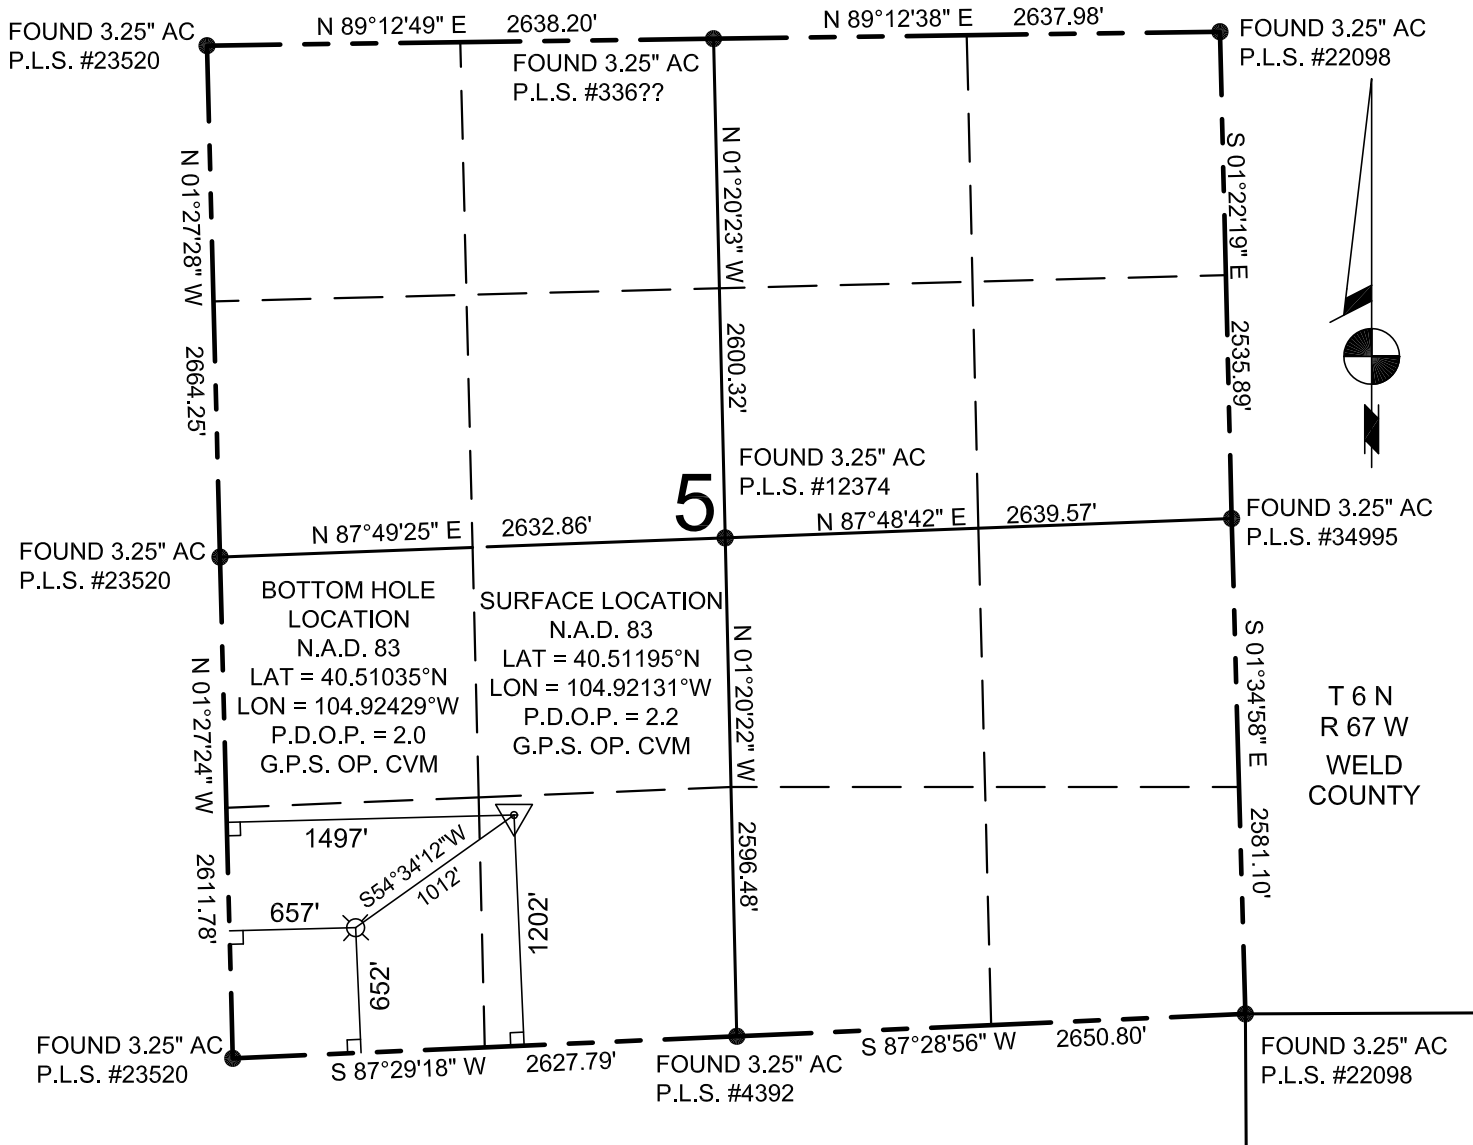 N 89°12'49" E 2638.20'
N 89°12'38" E 2637.98'
FOUND 3.25" AC
P.L.S. #23520
FOUND 3.25" AC
P.L.S. #336??
FOUND 3.25" AC
P.L.S. #22098
N 01°27'28" W 2664.25'
N 01°20'23" W 2600.32'
S 01°22'19" E 2535.89'
FOUND 3.25" AC
P.L.S. #12374
5
N 87°49'25" E 2632.86'
N 87°48'42" E 2639.57'
FOUND 3.25" AC
P.L.S. #34995
FOUND 3.25" AC
P.L.S. #23520
BOTTOM HOLE
LOCATION
N.A.D. 83
LAT = 40.51035°N
LON = 104.92429°W
P.D.O.P. = 2.0
G.P.S. OP. CVM
SURFACE LOCATION
N.A.D. 83
LAT = 40.51195°N
LON = 104.92131°W
P.D.O.P. = 2.2
G.P.S. OP. CVM
N 01°27'24" W 2611.78'
N 01°20'22" W 2596.48'
S 01°34'58" E 2581.10'
T 6 N
R 67 W
WELD
COUNTY
1497'
S54°34'12"W
1012'
657'
1202'
652'
FOUND 3.25" AC
P.L.S. #23520
S 87°29'18" W 2627.79'
FOUND 3.25" AC
P.L.S. #4392
S 87°28'56" W 2650.80'
FOUND 3.25" AC
P.L.S. #22098